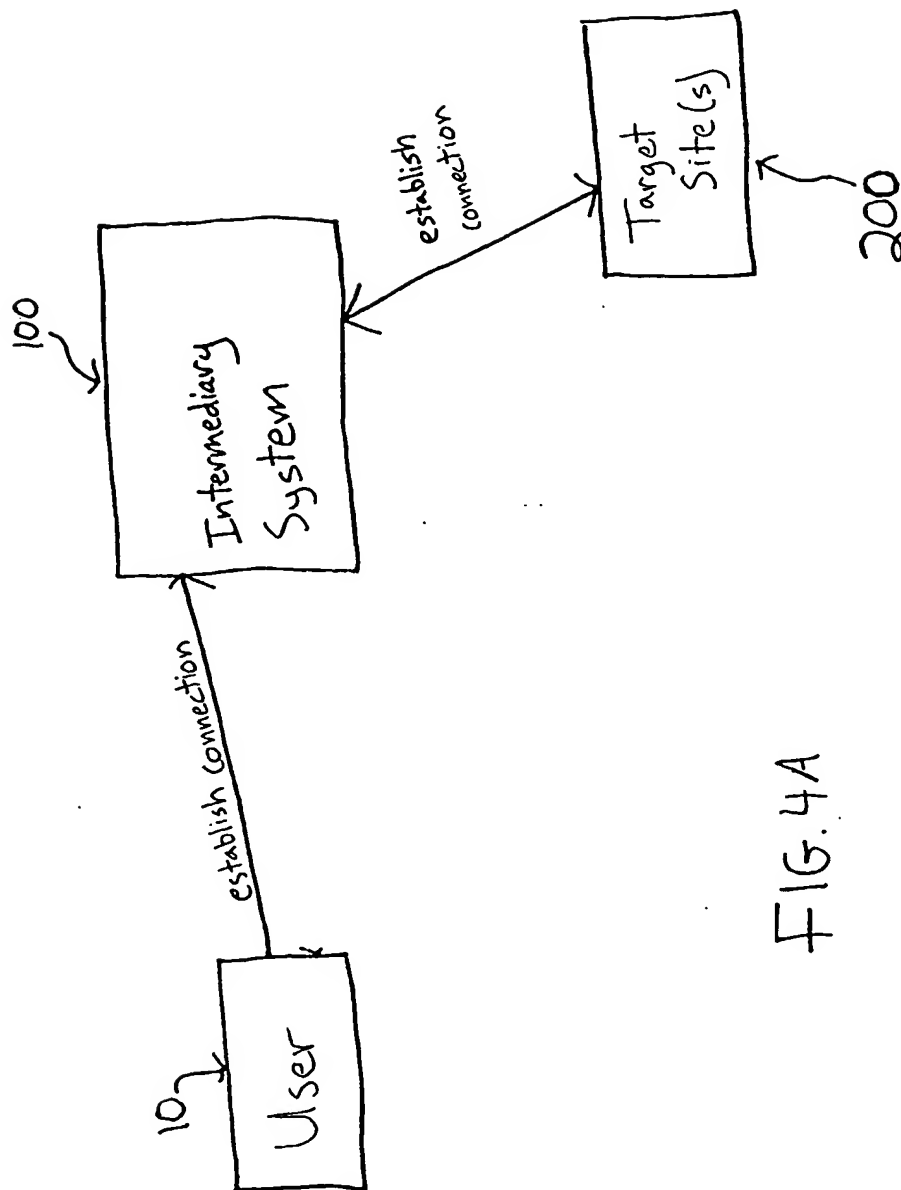 100
Intermediary
System
establish connection
establish
connection
10
User
Target
Site(s)
200
FIG. 4A